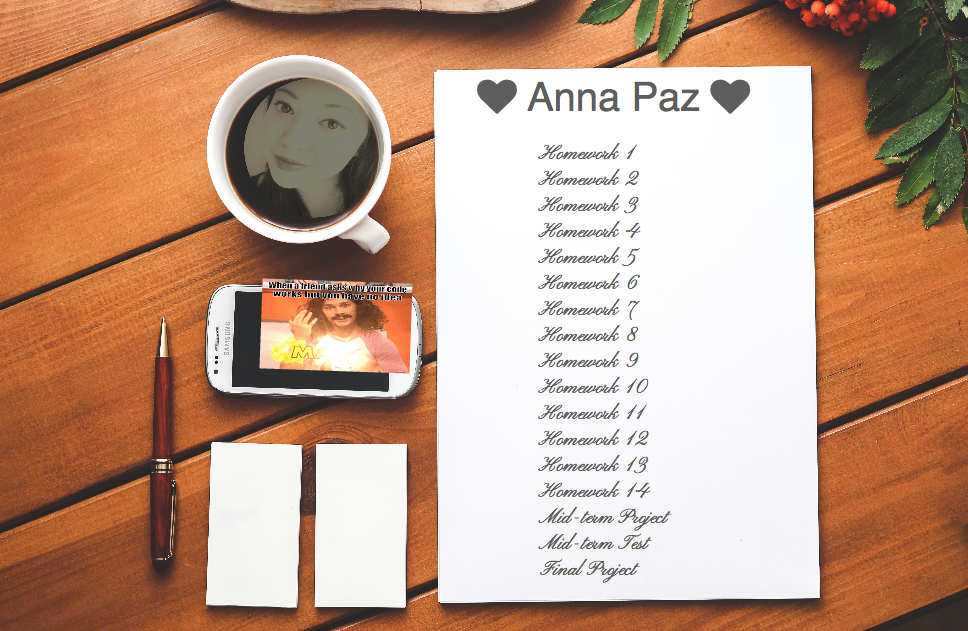 ♥ Anna Paz ♥
Homework 1
Homework 2
Homework 3
Homework 4
Homework 5
Homework 6
Homework 7
Homework 8
Homework 9
Homework 10
Homework 11
Homework 12
Homework 13
Homework 14
Mid-term Project
Mid-term Test
Final Project
SAMSUNG
When a friend asks why your code
works but you have no idea